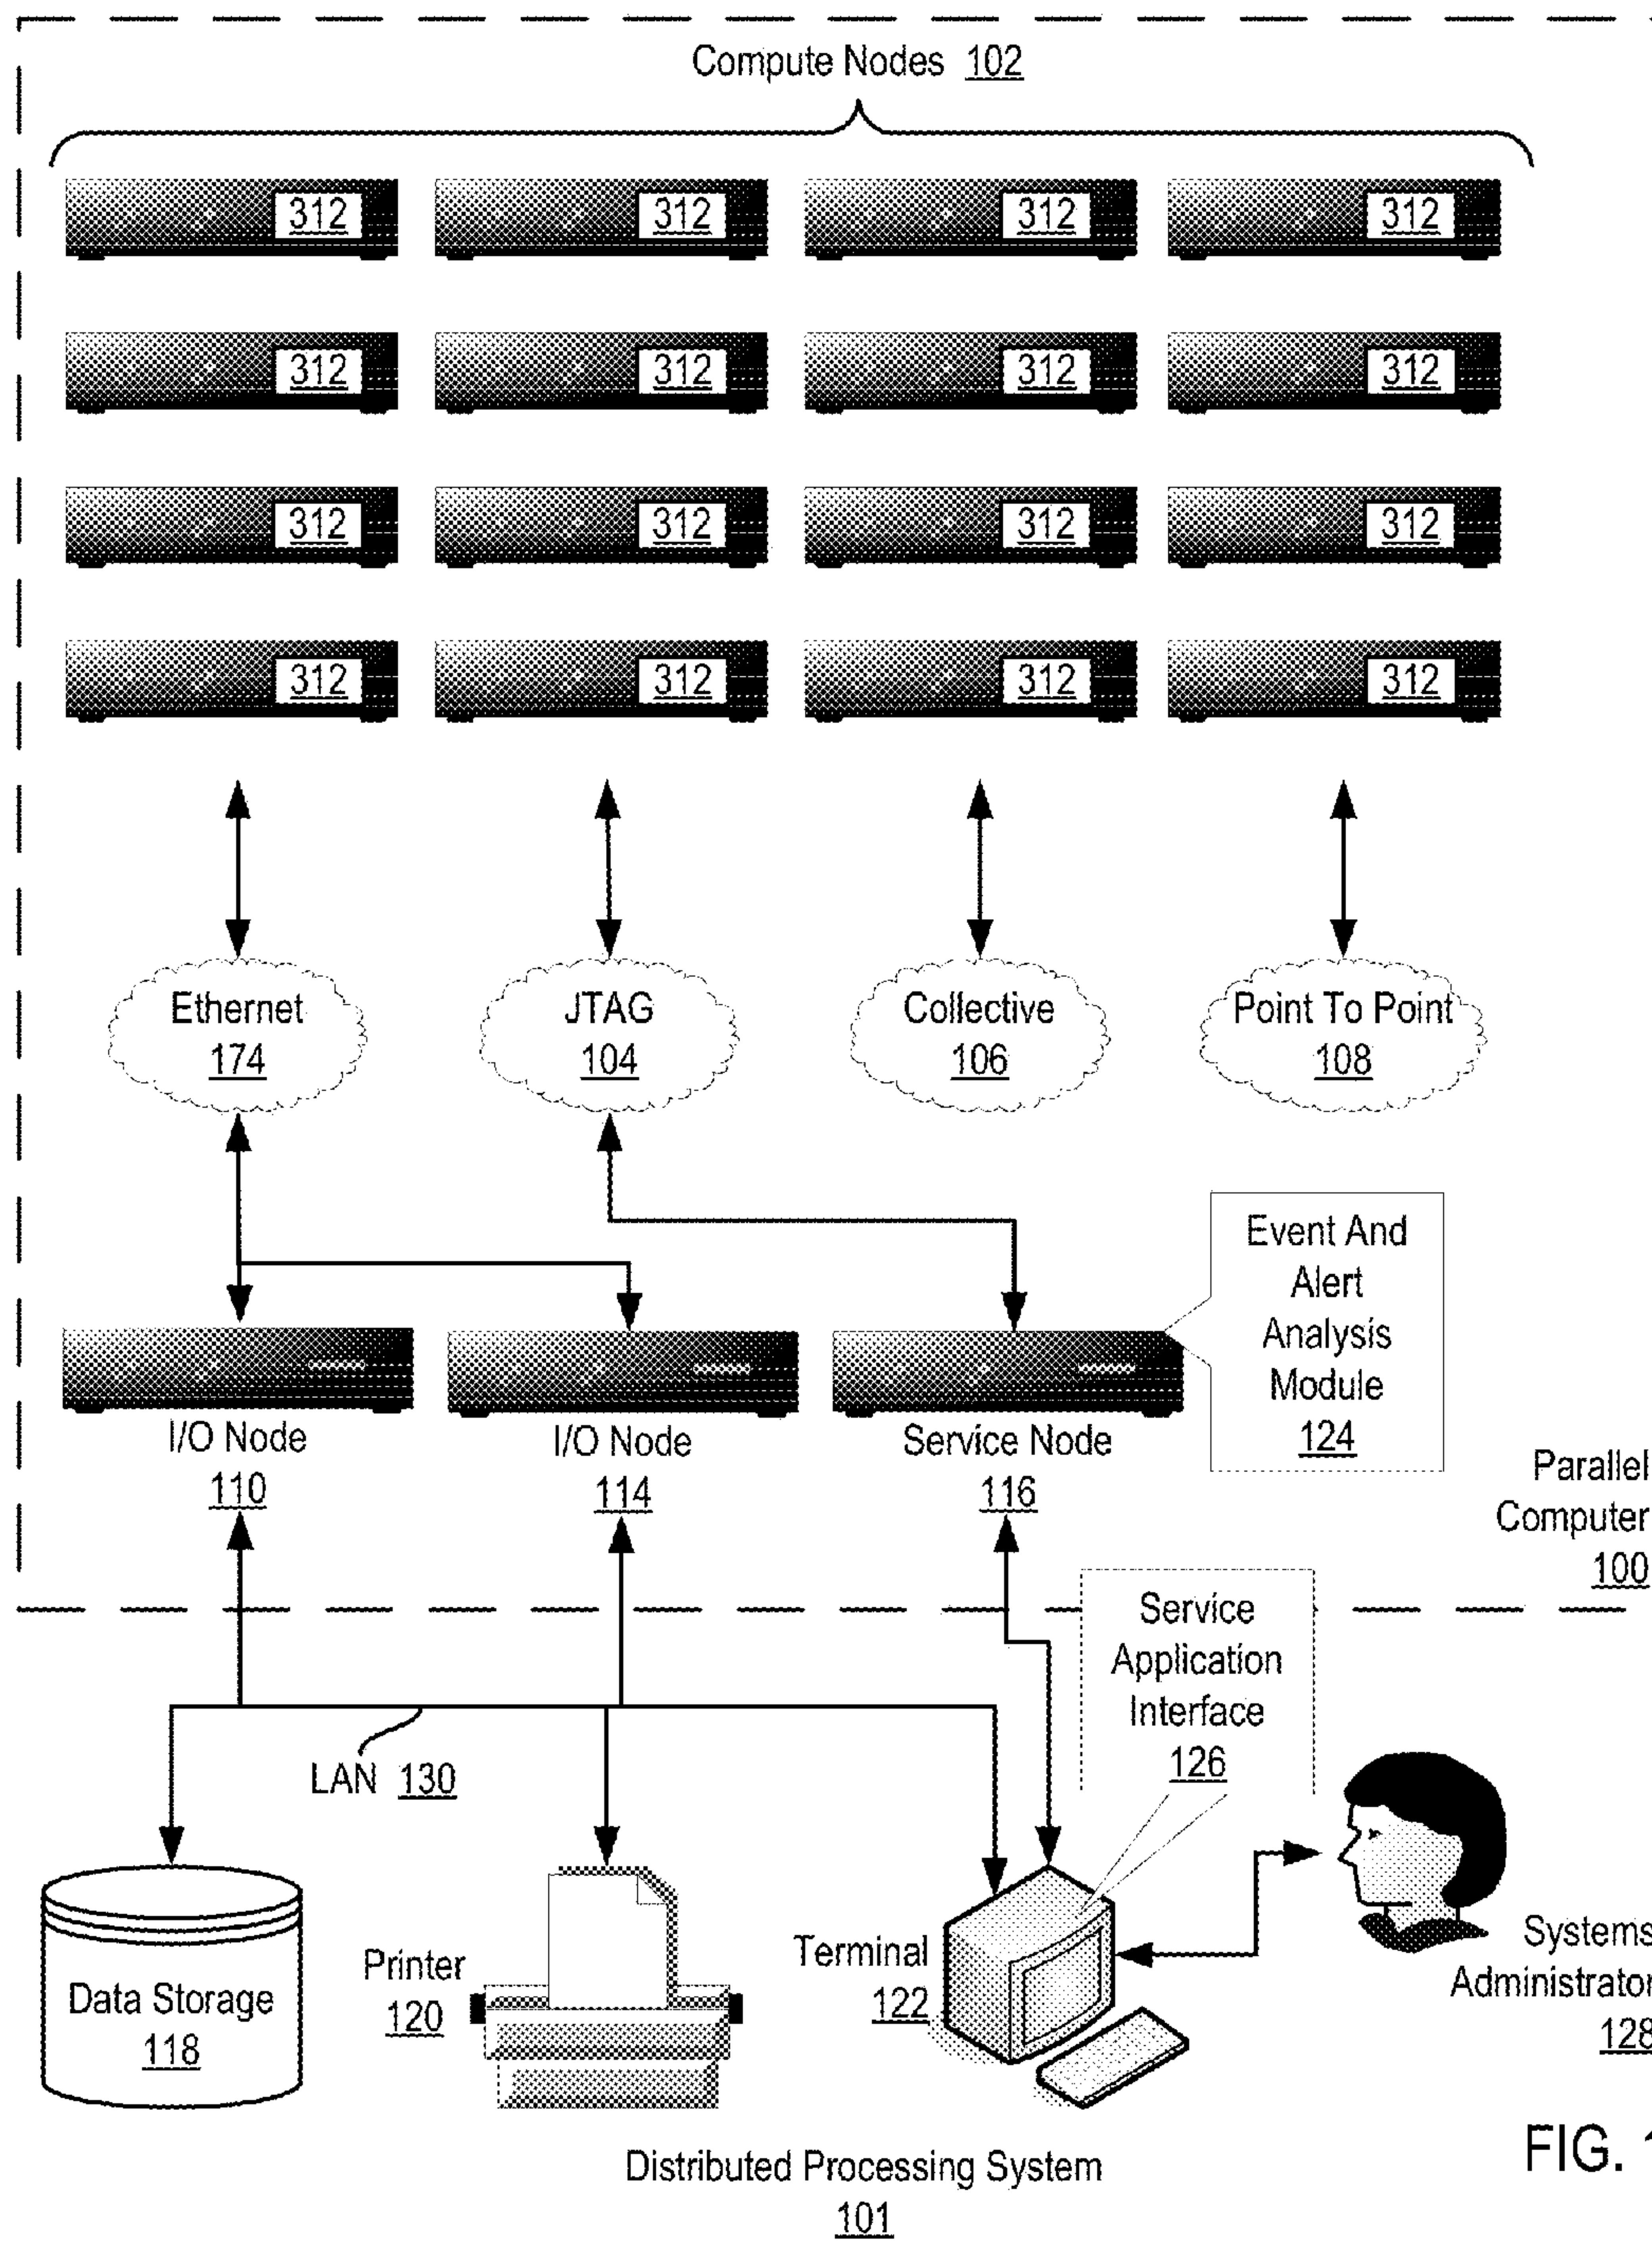 Compute Nodes 102
312 312 312 312
312 312 312 312
312 312 312 312
312 312 312 312
Ethernet
174
JTAG
104
Collective
106
Point To Point
108
Event And
Alert
Analysis
Module
124
I/O Node
110
I/O Node
114
Service Node
116
Parallel
Computer
100
Service
Application
Interface
126
LAN 130
Data Storage
118
Printer
120
Terminal
122
Systems
Administrator
128
Distributed Processing System
101
FIG. 1